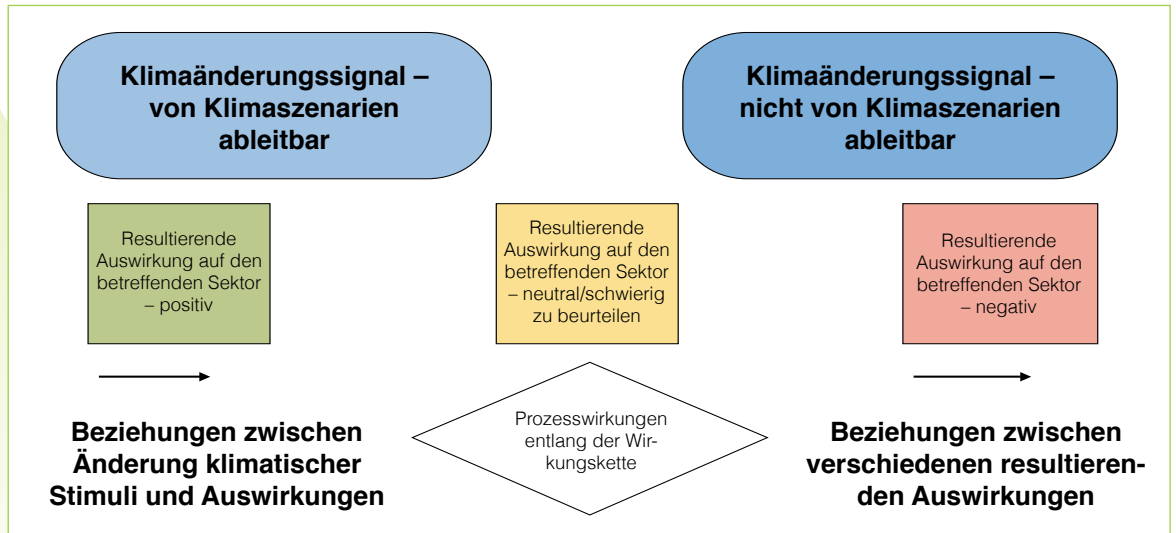 Klimaänderungssignal –
von Klimaszenarien
ableitbar
Klimaänderungssignal –
nicht von Klimaszenarien
ableitbar
Resultierende
Auswirkung auf den
betreffenden Sektor
– positiv
Resultierende
Auswirkung auf den
betreffenden Sektor
– neutral/schwierig
zu beurteilen
Resultierende
Auswirkung auf den
betreffenden Sektor
– negativ
Beziehungen zwischen
Änderung klimatischer
Stimuli und Auswirkungen
Prozesswirkungen
entlang der Wir-
kungskette
Beziehungen zwischen
verschiedenen resultieren-
den Auswirkungen